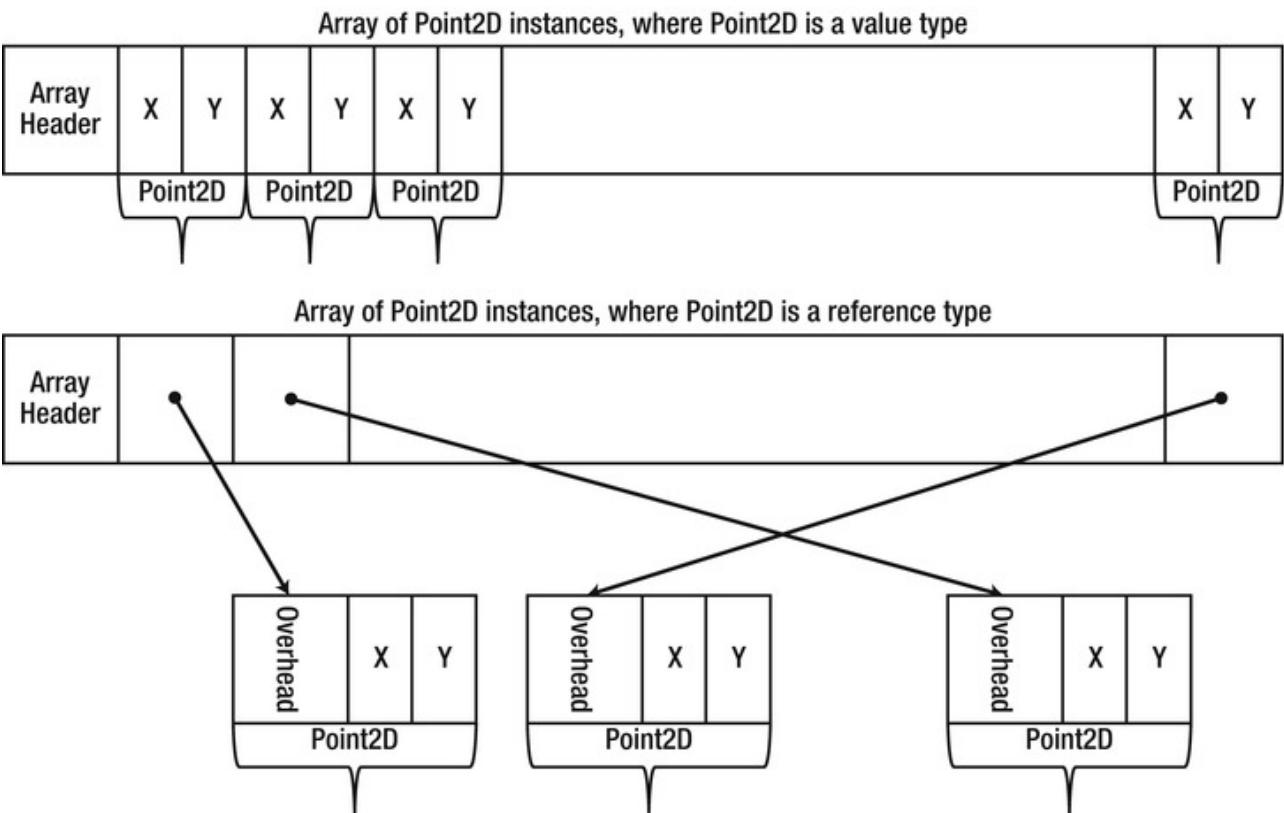 Array of Point2D instances, where Point2D is a value type
Array
Header
X Y X Y X Y X Y
Point2D Point2D Point2D Point2D
Array of Point2D instances, where Point2D is a reference type
Array
Header
Overhead X Y Overhead X Y Overhead X Y
Point2D Point2D Point2D